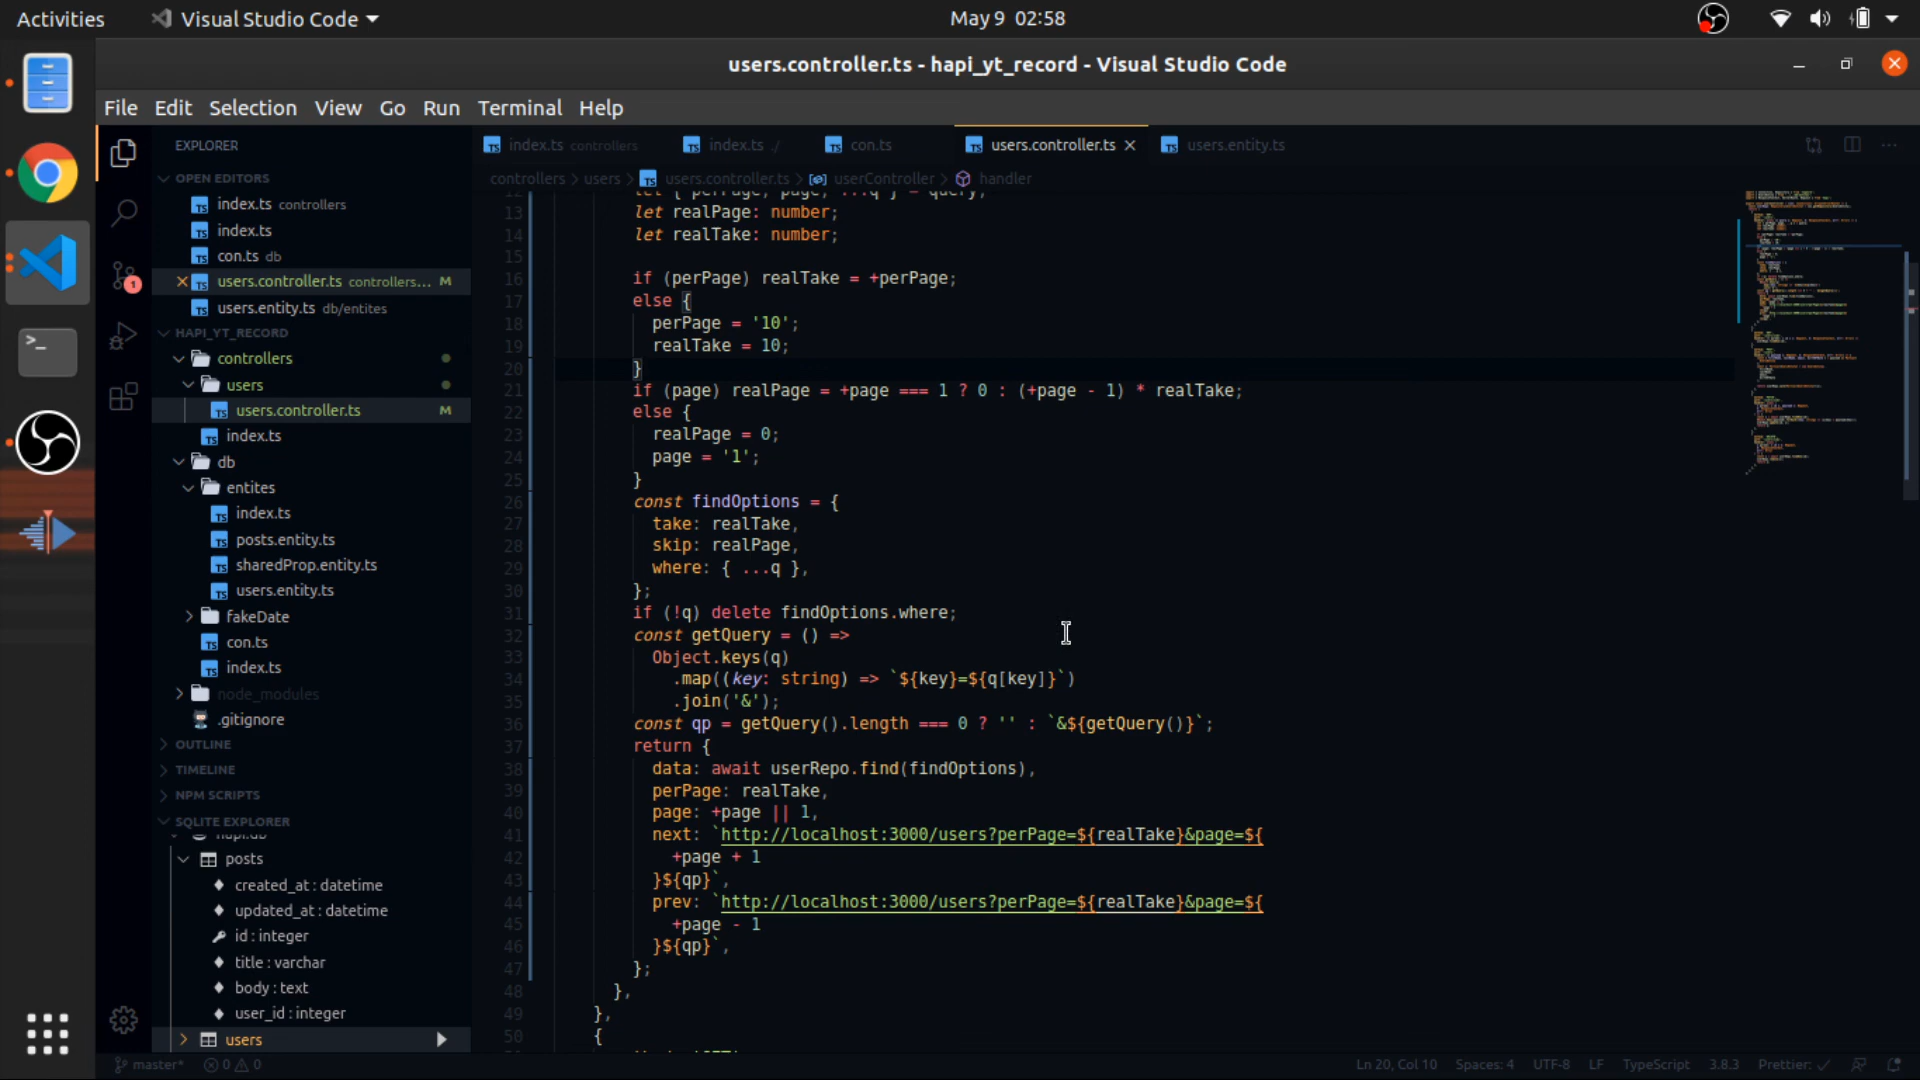 Activities
Visual Studio Code
May 9 02:58
users.controller.ts - hapi_yt_record - Visual Studio Code
File Edit Selection View Go Run Terminal Help
EXPLORER
OPEN EDITORS
index.ts controllers
index.ts
con.ts db
users.controller.ts controllers... M
users.entity.ts db/entites
HAPI_YT_RECORD
controllers
users
users.controller.ts M
index.ts
db
entites
index.ts
posts.entity.ts
sharedProp.entity.ts
users.entity.ts
fakeDate
con.ts
index.ts
node_modules
.gitignore
OUTLINE
TIMELINE
NPM SCRIPTS
SQLITE EXPLORER
hapi.db
posts
created_at : datetime
updated_at : datetime
id : integer
title : varchar
body : text
user_id : integer
users
1
index.ts controllers
index.ts ./
con.ts
users.controller.ts
users.entity.ts
controllers > users > users.controller.ts > userController > handler
12 let { perPage, page, ...q } = query;
13 let realPage: number;
14 let realTake: number;
15
16 if (perPage) realTake = +perPage;
17 else {
18 perPage = '10';
19 realTake = 10;
20 }
21 if (page) realPage = +page === 1 ? 0 : (+page - 1) * realTake;
22 else {
23 realPage = 0;
24 page = '1';
25 }
26 const findOptions = {
27 take: realTake,
28 skip: realPage,
29 where: { ...q },
30 };
31 if (!q) delete findOptions.where;
32 const getQuery = () =>
33 Object.keys(q)
34 .map((key: string) => `${key}=${q[key]}`)
35 .join('&');
36 const qp = getQuery().length === 0 ? '' : `&${getQuery()}`;
37 return {
38 data: await userRepo.find(findOptions),
39 perPage: realTake,
40 page: +page || 1,
41 next: `http://localhost:3000/users?perPage=${realTake}&page=${
42 +page + 1
43 }${qp}`,
44 prev: `http://localhost:3000/users?perPage=${realTake}&page=${
45 +page - 1
46 }${qp}`,
47 };
48 },
49 },
50 {
master* 0 0
Ln 20, Col 10 Spaces: 4 UTF-8 LF TypeScript 3.8.3 Prettier: ✓